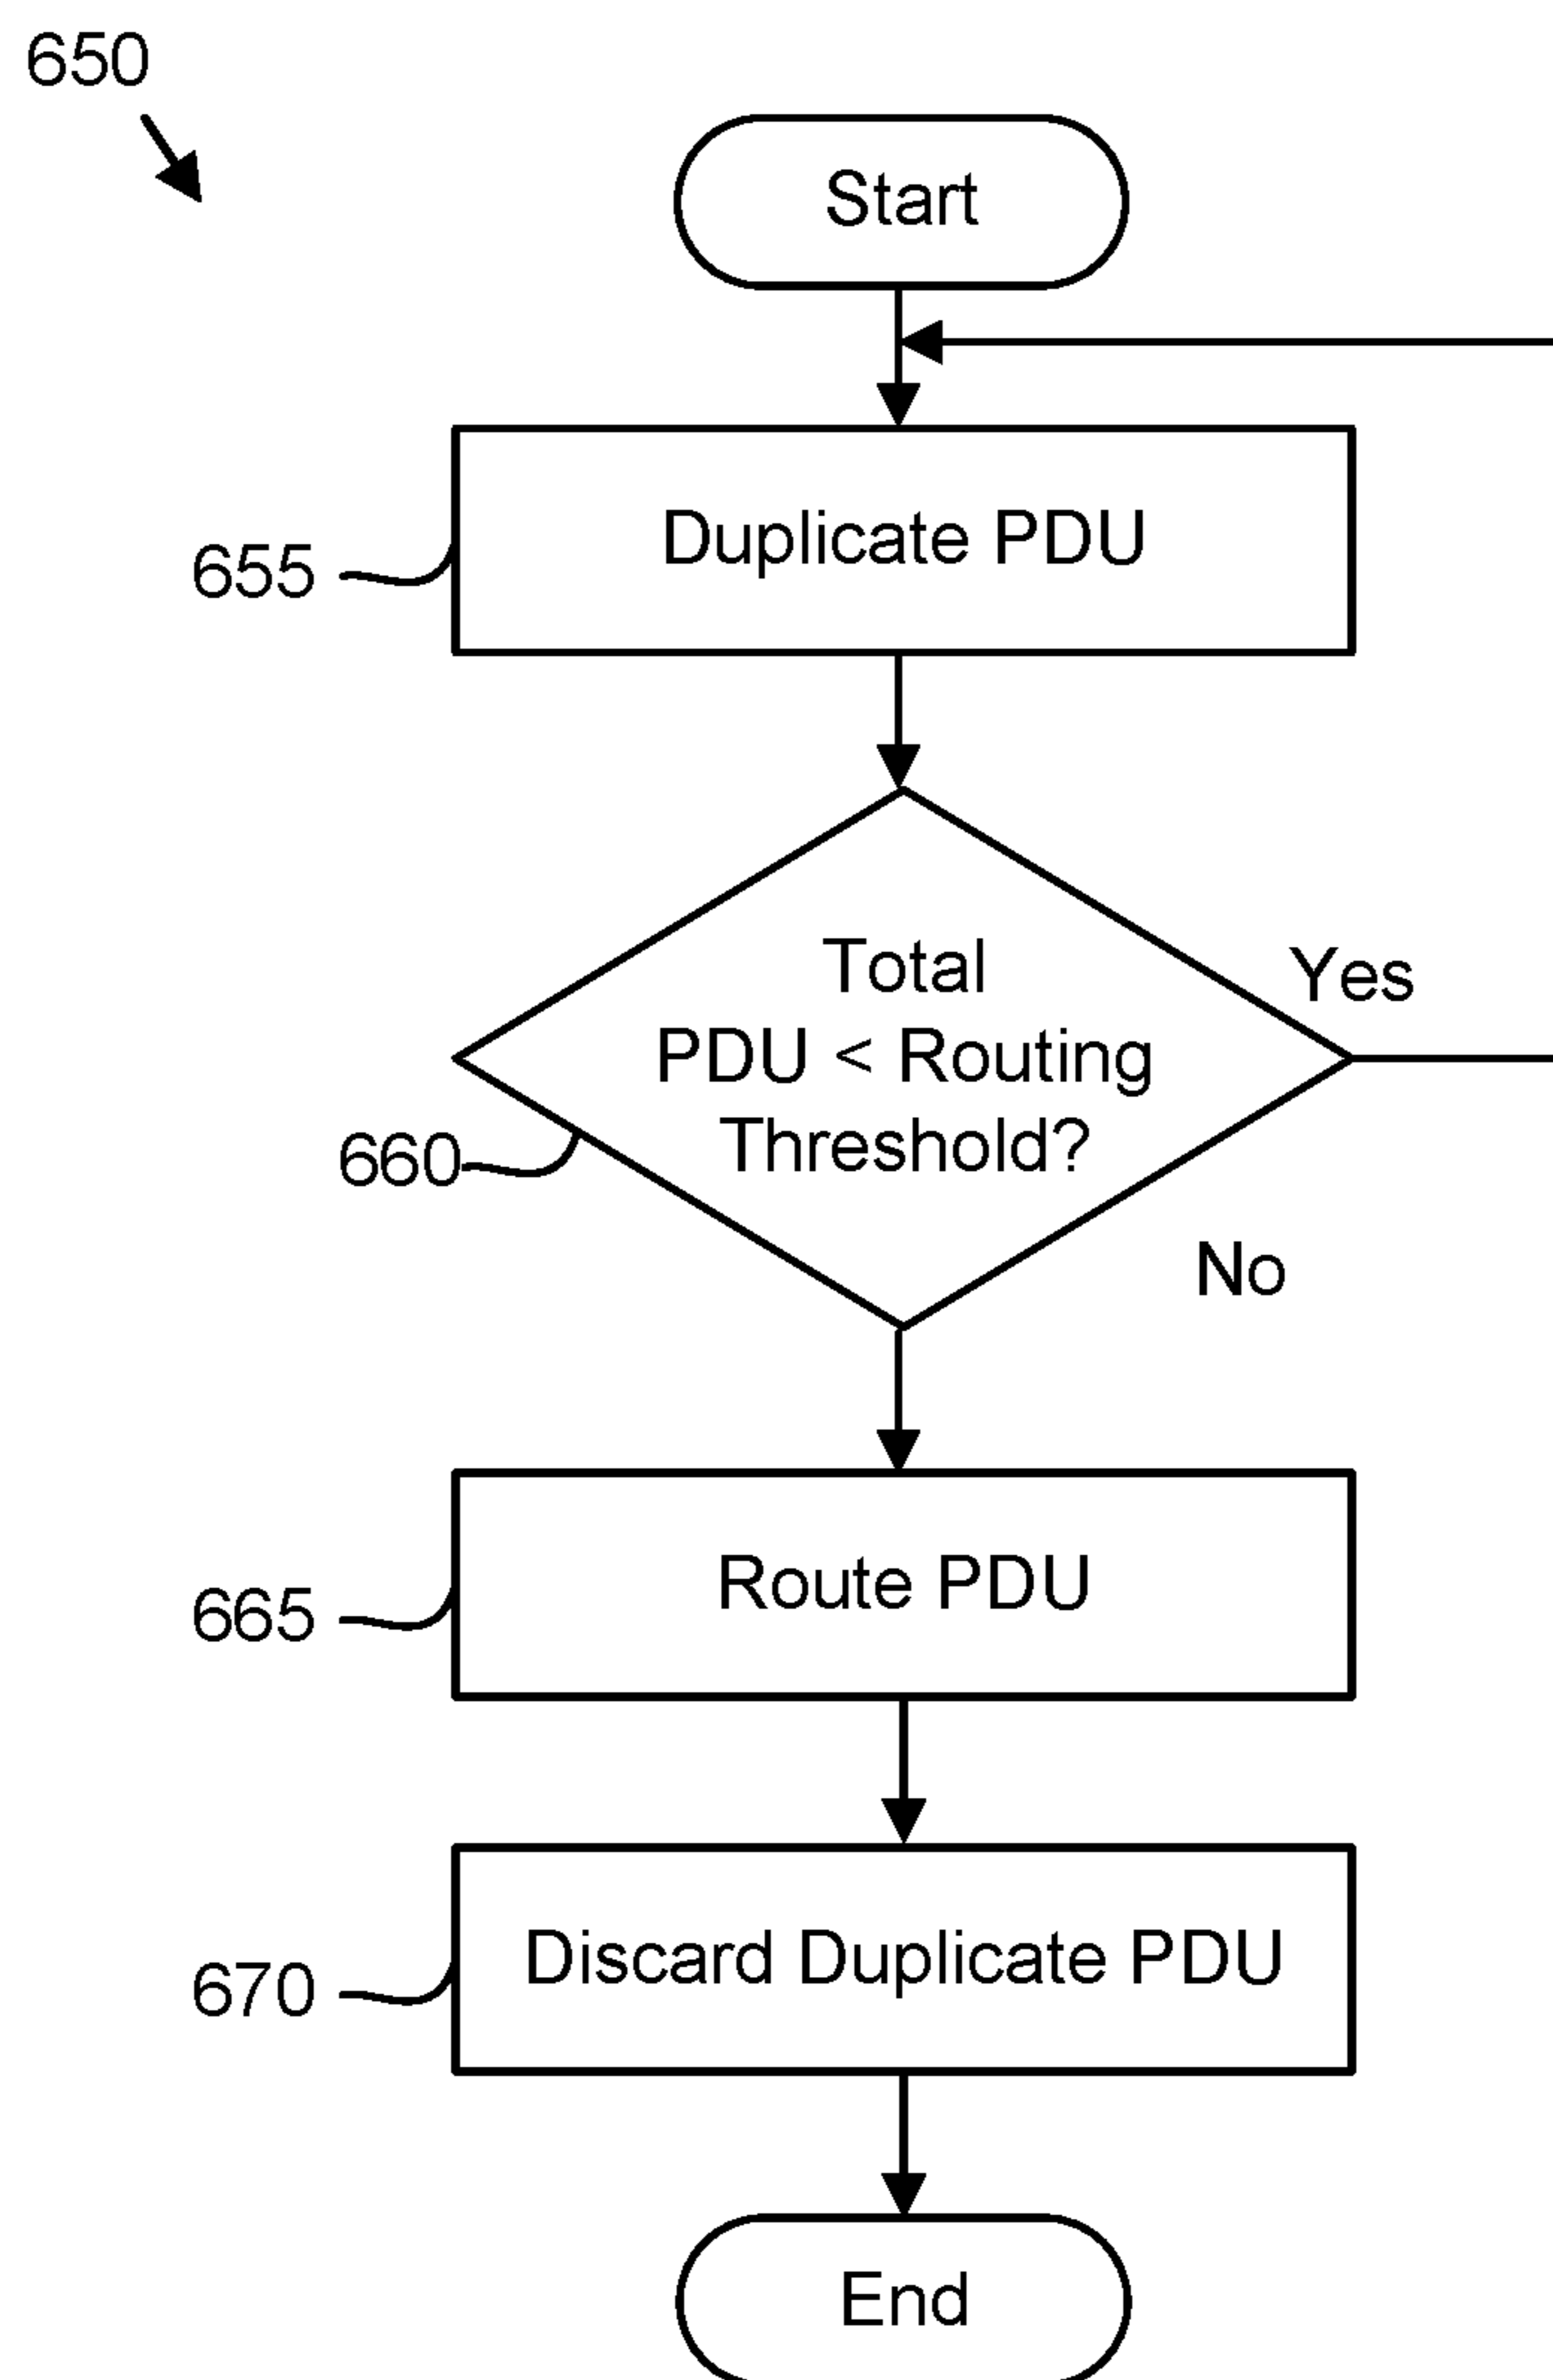 650
Start
Duplicate PDU
655
Total
PDU < Routing
Threshold?
Yes
660
No
Route PDU
665
Discard Duplicate PDU
670
End